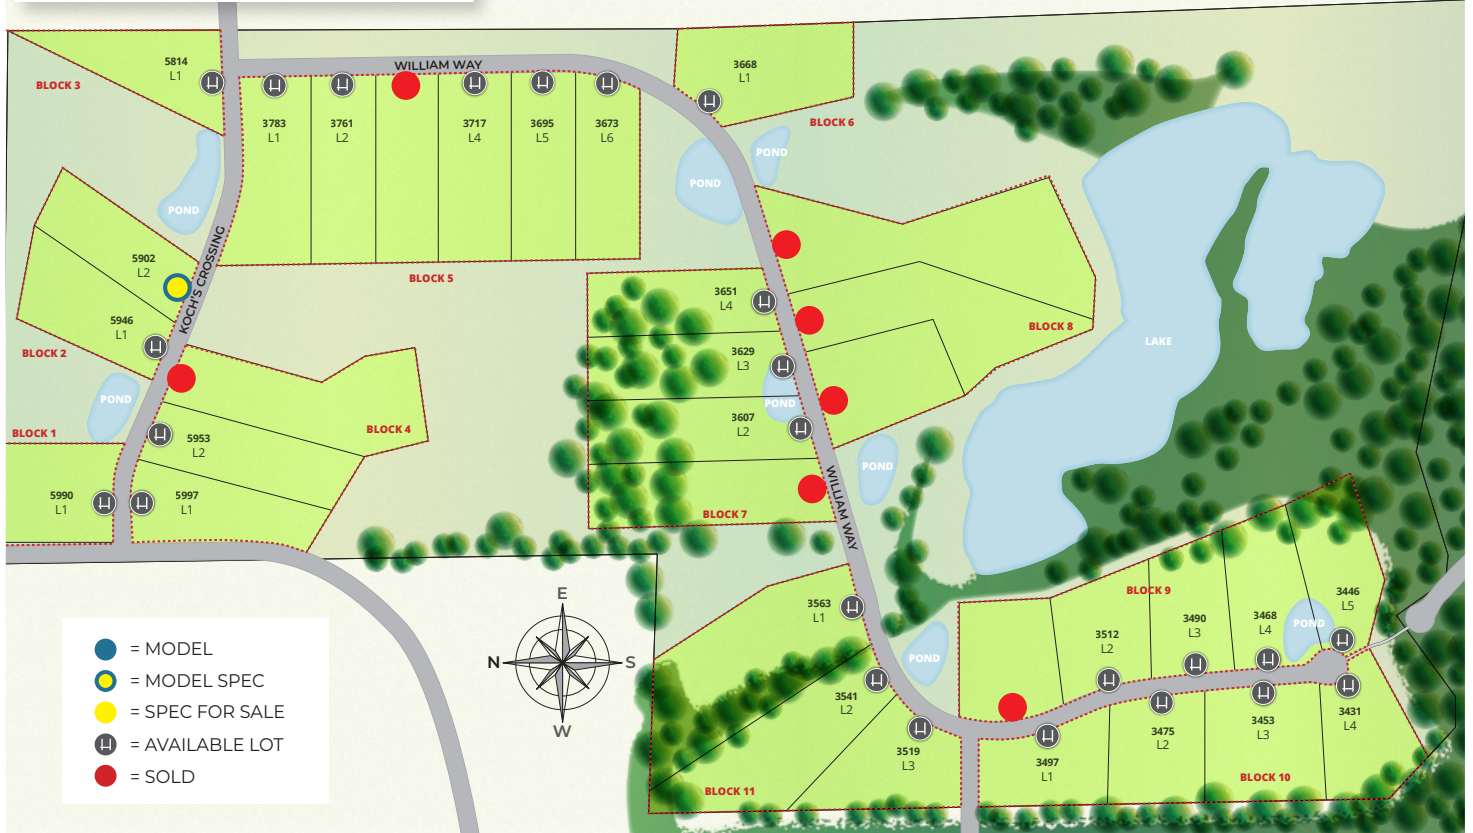 WILLIAM WAY
5814
L1
BLOCK 3
3783
L1
3761
L2
3717
L4
3695
L5
3673
L6
BLOCK 5
3668
L1
BLOCK 6
POND
POND
POND
KOCH'S CROSSING
5902
L2
5946
L1
BLOCK 2
POND
BLOCK 1
5990
L1
5953
L2
5997
L1
BLOCK 4
3651
L4
3629
L3
POND
3607
L2
BLOCK 7
BLOCK 8
LAKE
POND
WILLIAM WAY
3563
L1
3541
L2
3519
L3
BLOCK 11
POND
BLOCK 9
3512
L2
3490
L3
3468
L4
3446
L5
POND
3497
L1
3475
L2
3453
L3
3431
L4
BLOCK 10
E
N
S
W
= MODEL
= MODEL SPEC
= SPEC FOR SALE
= AVAILABLE LOT
= SOLD